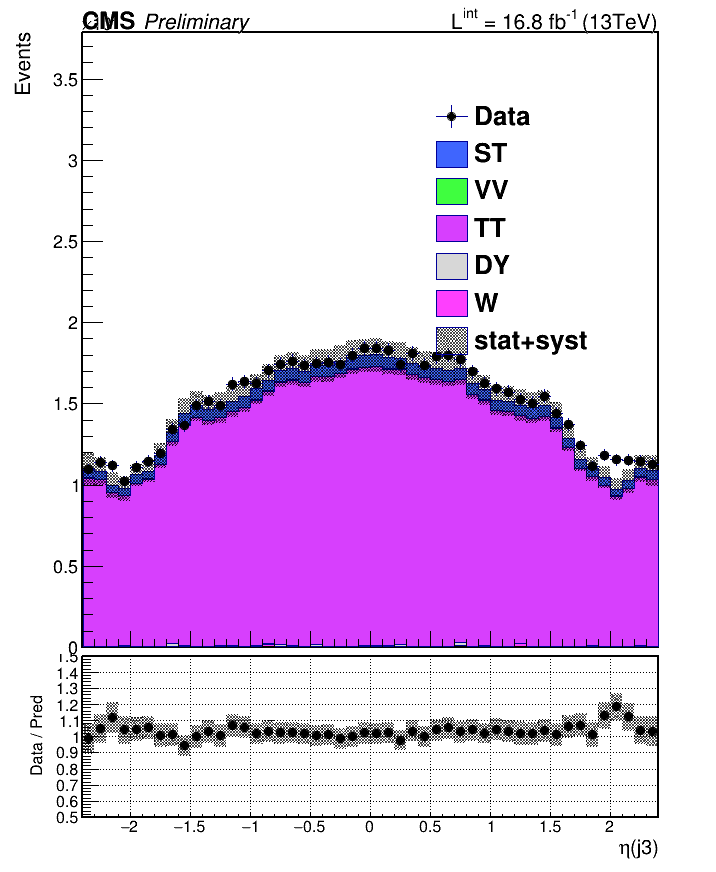 CMS Preliminary L^int = 16.8 fb^-1 (13TeV)
Events
3.5
3
2.5
2
1.5
1
0.5
0
Data
ST
VV
TT
DY
W
stat+syst
Data / Pred
1.5
1.4
1.3
1.2
1.1
1
0.9
0.8
0.7
0.6
0.5
−2 −1.5 −1 −0.5 0 0.5 1 1.5 2
η(j3)